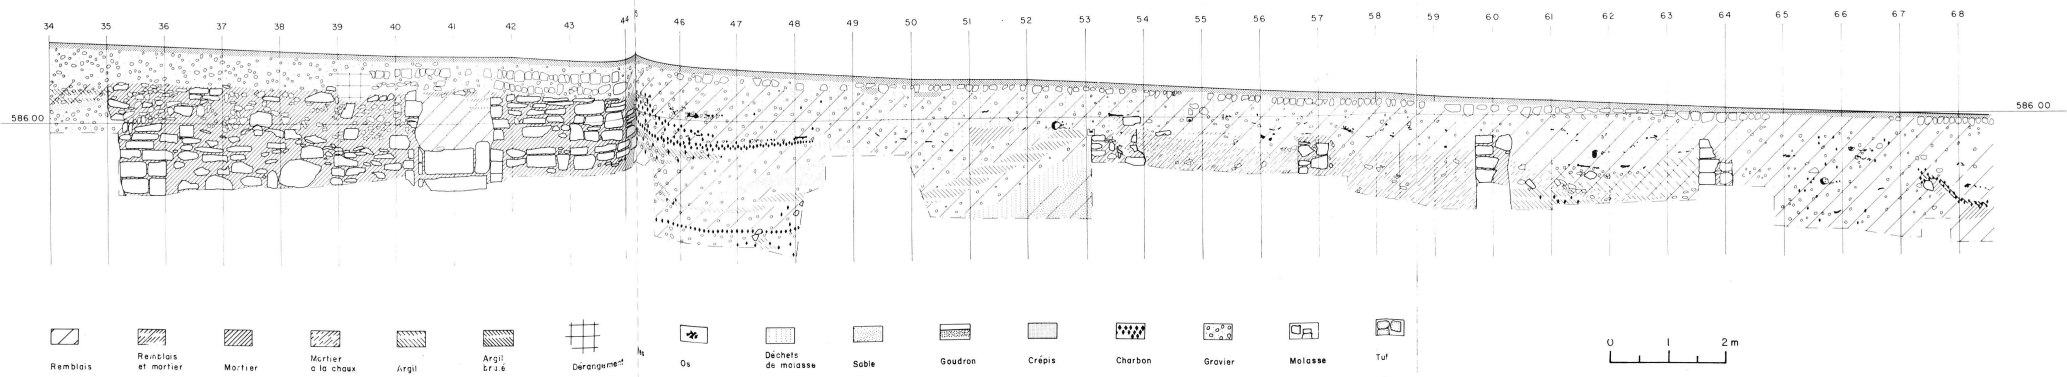 34 35 36 37 38 39 40 41 42 43 44 46 47 48 49 50 51 52 53 54 55 56 57 58 59 60 61 62 63 64 65 66 67 68
586 00 586 00
Remblais
Remblais
et mortier
Mortier
Mortier
a la chaux
Argil
Argil
brulé
Dérangement
Os
Déchets
de molasse
Sable
Goudron
Crépis
Charbon
Gravier
Molasse
Tuf
0 1 2 m